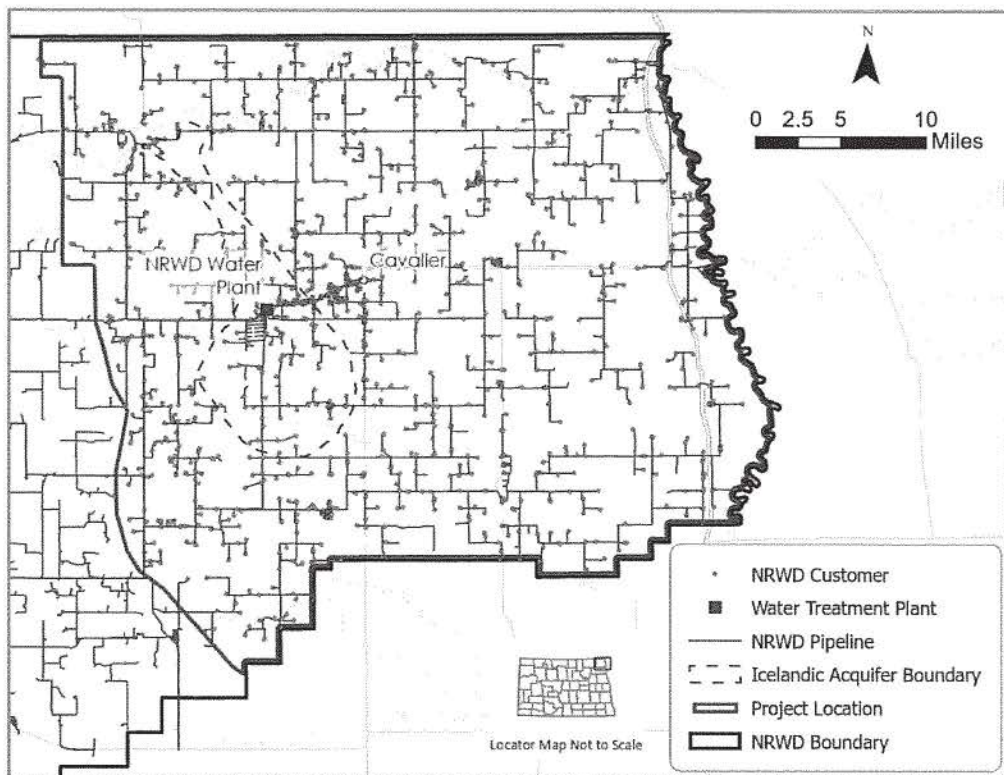 N
0 2.5 5 10
Miles
NRWD Water
Plant
Cavalier
NRWD Customer
Water Treatment Plant
NRWD Pipeline
Icelandic Acquifer Boundary
Project Location
NRWD Boundary
Locator Map Not to Scale